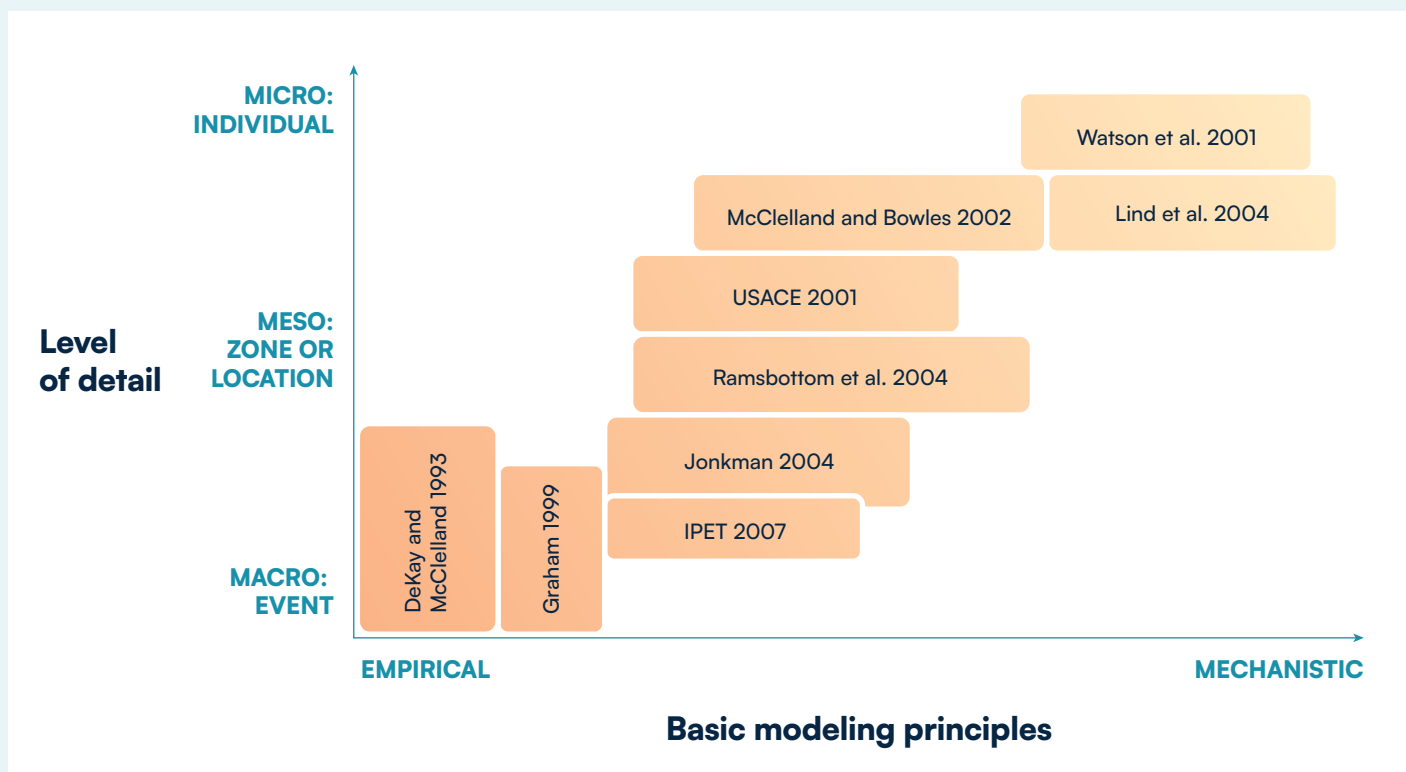 MICRO:
INDIVIDUAL
Watson et al. 2001
McClelland and Bowles 2002
Lind et al. 2004
USACE 2001
Level
of detail
MESO:
ZONE OR
LOCATION
Ramsbottom et al. 2004
DeKay and
McClelland 1993
Graham 1999
Jonkman 2004
IPET 2007
MACRO:
EVENT
EMPIRICAL
MECHANISTIC
Basic modeling principles